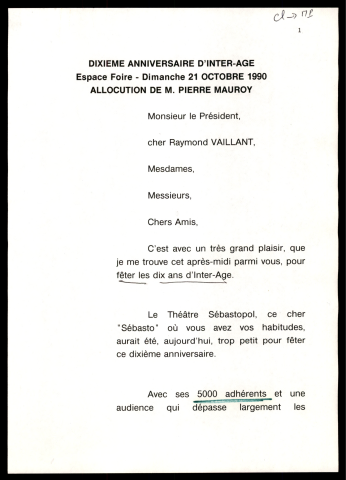 cl → MP
1
DIXIEME ANNIVERSAIRE D'INTER-AGE
Espace Foire - Dimanche 21 OCTOBRE 1990
ALLOCUTION DE M. PIERRE MAUROY
Monsieur le Président,
cher Raymond VAILLANT,
Mesdames,
Messieurs,
Chers Amis,
C'est avec un très grand plaisir, que
je me trouve cet après-midi parmi vous, pour
fêter les dix ans d'Inter-Age.
Le Théâtre Sébastopol, ce cher
"Sébasto" où vous avez vos habitudes,
aurait été, aujourd'hui, trop petit pour fêter
ce dixième anniversaire.
Avec ses 5000 adhérents et une
audience qui dépasse largement les